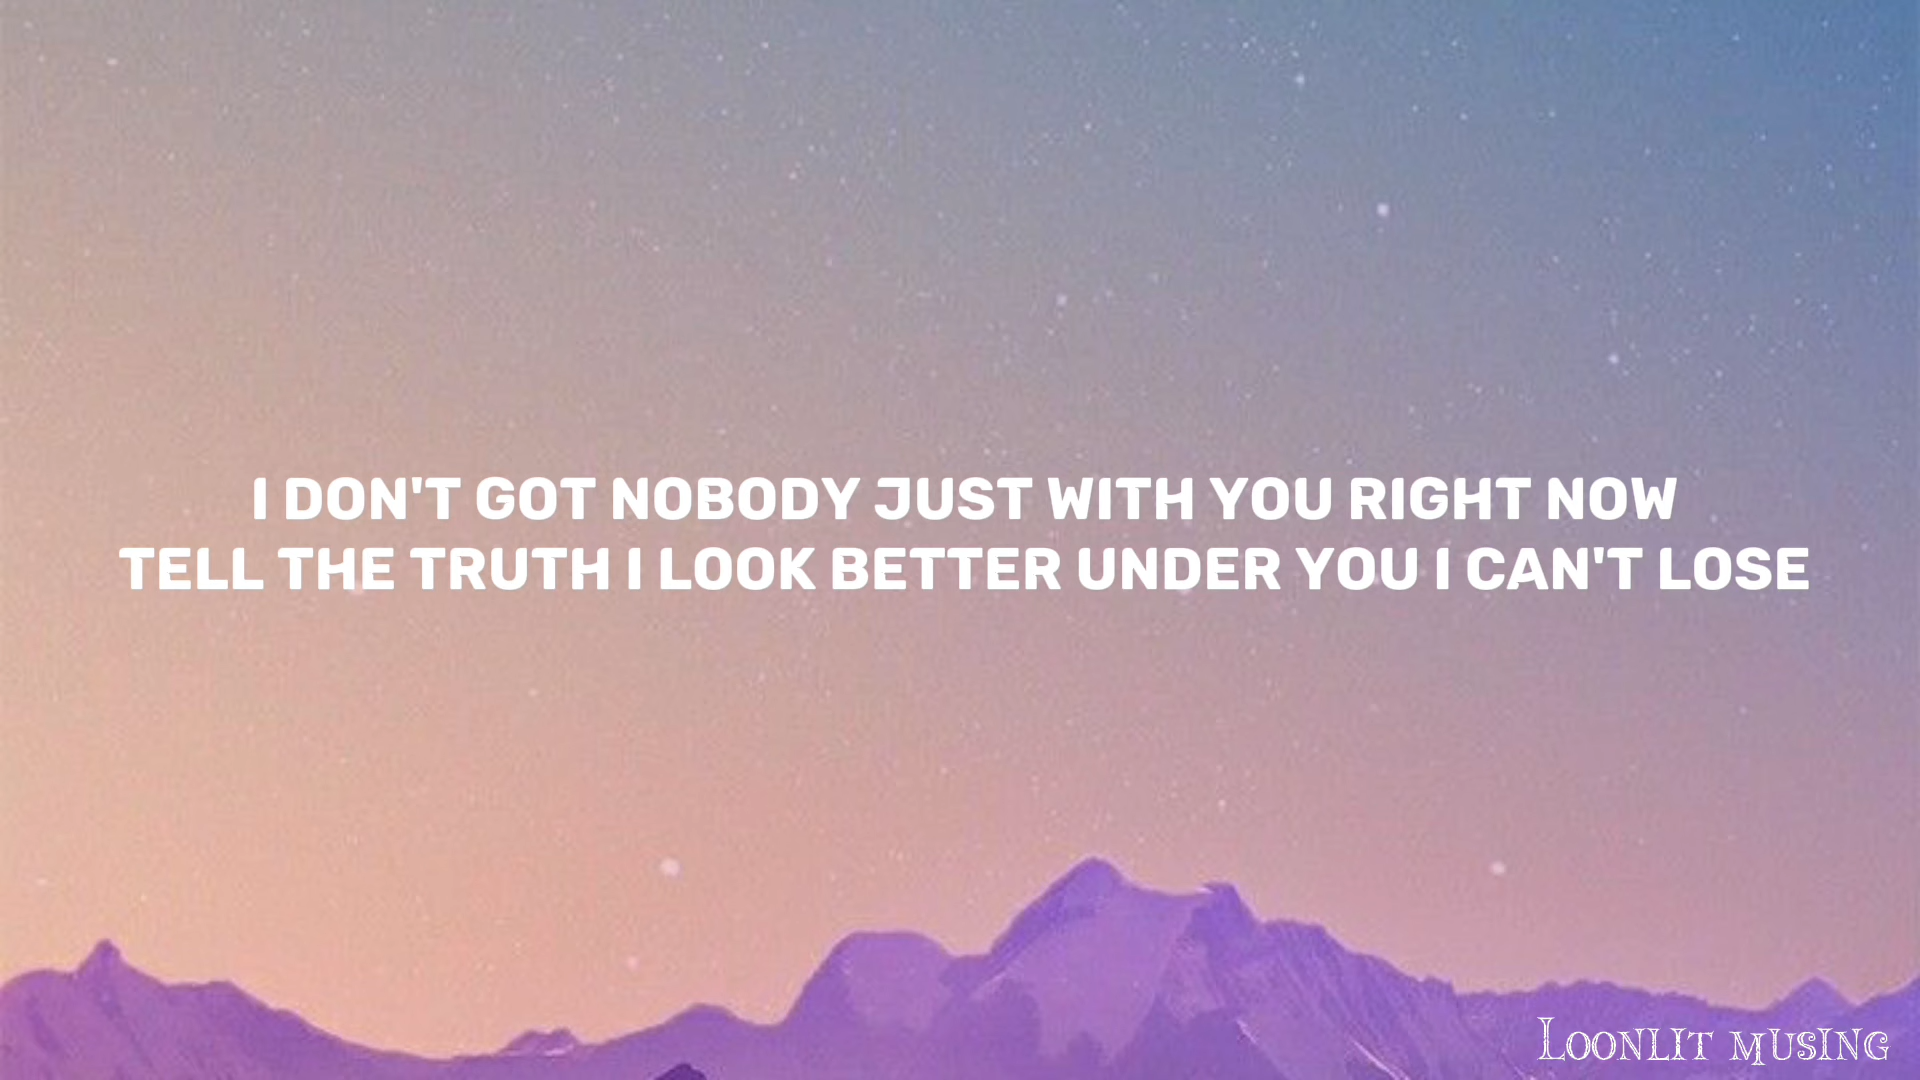 I DON'T GOT NOBODY JUST WITH YOU RIGHT NOW
TELL THE TRUTH I LOOK BETTER UNDER YOU I CAN'T LOSE
LOONLIT MUSING